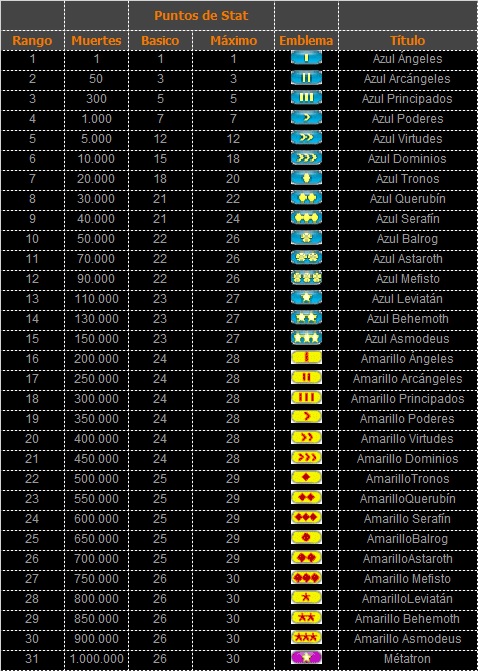 Puntos de Stat
Rango Muertes Basico Máximo Emblema Título
1 1 1 1 Azul Ángeles
2 50 3 3 Azul Arcángeles
3 300 5 5 Azul Principados
4 1.000 7 7 Azul Poderes
5 5.000 12 12 Azul Virtudes
6 10.000 15 18 Azul Dominios
7 20.000 18 20 Azul Tronos
8 30.000 21 22 Azul Querubín
9 40.000 21 24 Azul Serafín
10 50.000 22 26 Azul Balrog
11 70.000 22 26 Azul Astaroth
12 90.000 22 26 Azul Mefisto
13 110.000 23 27 Azul Leviatán
14 130.000 23 27 Azul Behemoth
15 150.000 23 27 Azul Asmodeus
16 200.000 24 28 Amarillo Ángeles
17 250.000 24 28 Amarillo Arcángeles
18 300.000 24 28 Amarillo Principados
19 350.000 24 28 Amarillo Poderes
20 400.000 24 28 Amarillo Virtudes
21 450.000 24 28 Amarillo Dominios
22 500.000 25 29 AmarilloTronos
23 550.000 25 29 AmarilloQuerubín
24 600.000 25 29 Amarillo Serafín
25 650.000 25 29 AmarilloBalrog
26 700.000 25 29 AmarilloAstaroth
27 750.000 26 30 Amarillo Mefisto
28 800.000 26 30 AmarilloLeviatán
29 850.000 26 30 Amarillo Behemoth
30 900.000 26 30 Amarillo Asmodeus
31 1.000.000 26 30 Métatron